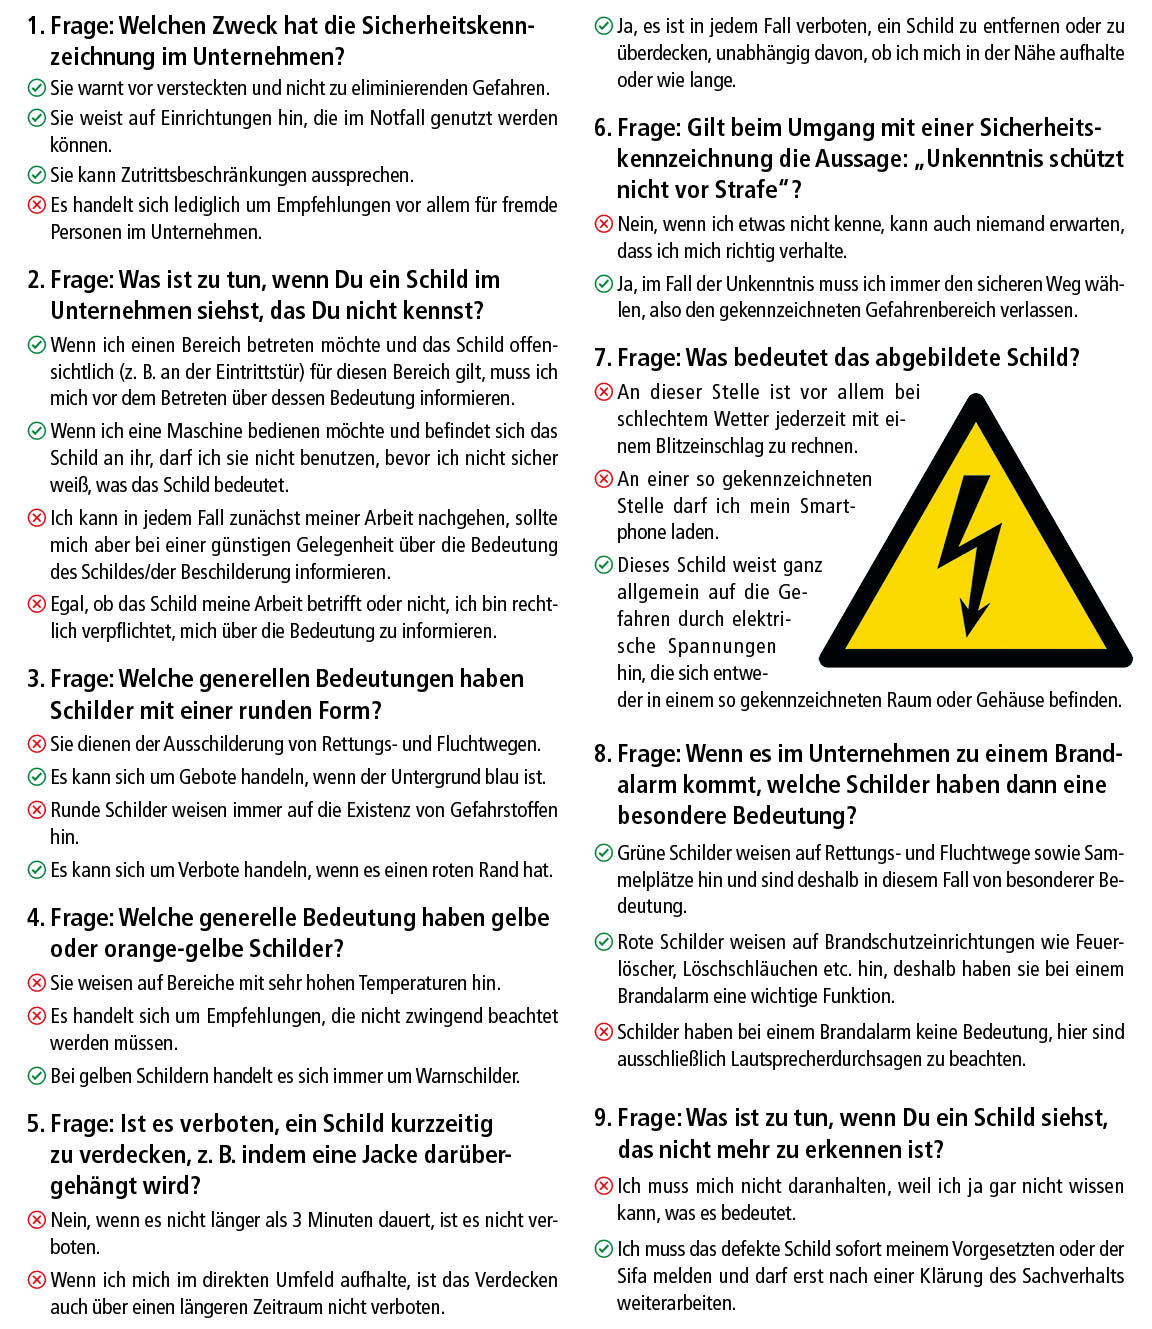 1. Frage: Welchen Zweck hat die Sicherheitskenn-
zeichnung im Unternehmen?
Sie warnt vor versteckten und nicht zu eliminierenden Gefahren.
Sie weist auf Einrichtungen hin, die im Notfall genutzt werden
können.
Sie kann Zutrittsbeschränkungen aussprechen.
Es handelt sich lediglich um Empfehlungen vor allem für fremde
Personen im Unternehmen.
2. Frage: Was ist zu tun, wenn Du ein Schild im
Unternehmen siehst, das Du nicht kennst?
Wenn ich einen Bereich betreten möchte und das Schild offen-
sichtlich (z. B. an der Eintrittstür) für diesen Bereich gilt, muss ich
mich vor dem Betreten über dessen Bedeutung informieren.
Wenn ich eine Maschine bedienen möchte und befindet sich das
Schild an ihr, darf ich sie nicht benutzen, bevor ich nicht sicher
weiß, was das Schild bedeutet.
Ich kann in jedem Fall zunächst meiner Arbeit nachgehen, sollte
mich aber bei einer günstigen Gelegenheit über die Bedeutung
des Schildes/der Beschilderung informieren.
Egal, ob das Schild meine Arbeit betrifft oder nicht, ich bin recht-
lich verpflichtet, mich über die Bedeutung zu informieren.
3. Frage: Welche generellen Bedeutungen haben
Schilder mit einer runden Form?
Sie dienen der Ausschilderung von Rettungs- und Fluchtwegen.
Es kann sich um Gebote handeln, wenn der Untergrund blau ist.
Runde Schilder weisen immer auf die Existenz von Gefahrstoffen
hin.
Es kann sich um Verbote handeln, wenn es einen roten Rand hat.
4. Frage: Welche generelle Bedeutung haben gelbe
oder orange-gelbe Schilder?
Sie weisen auf Bereiche mit sehr hohen Temperaturen hin.
Es handelt sich um Empfehlungen, die nicht zwingend beachtet
werden müssen.
Bei gelben Schildern handelt es sich immer um Warnschilder.
5. Frage: Ist es verboten, ein Schild kurzzeitig
zu verdecken, z. B. indem eine Jacke darüber-
gehängt wird?
Nein, wenn es nicht länger als 3 Minuten dauert, ist es nicht ver-
boten.
Wenn ich mich im direkten Umfeld aufhalte, ist das Verdecken
auch über einen längeren Zeitraum nicht verboten.
Ja, es ist in jedem Fall verboten, ein Schild zu entfernen oder zu
überdecken, unabhängig davon, ob ich mich in der Nähe aufhalte
oder wie lange.
6. Frage: Gilt beim Umgang mit einer Sicherheits-
kennzeichnung die Aussage: „Unkenntnis schützt
nicht vor Strafe“?
Nein, wenn ich etwas nicht kenne, kann auch niemand erwarten,
dass ich mich richtig verhalte.
Ja, im Fall der Unkenntnis muss ich immer den sicheren Weg wäh-
len, also den gekennzeichneten Gefahrenbereich verlassen.
7. Frage: Was bedeutet das abgebildete Schild?
An dieser Stelle ist vor allem bei
schlechtem Wetter jederzeit mit ei-
nem Blitzeinschlag zu rechnen.
An einer so gekennzeichneten
Stelle darf ich mein Smart-
phone laden.
Dieses Schild weist ganz
allgemein auf die Ge-
fahren durch elektri-
sche Spannungen
hin, die sich entwe-
der in einem so gekennzeichneten Raum oder Gehäuse befinden.
8. Frage: Wenn es im Unternehmen zu einem Brand-
alarm kommt, welche Schilder haben dann eine
besondere Bedeutung?
Grüne Schilder weisen auf Rettungs- und Fluchtwege sowie Sam-
melplätze hin und sind deshalb in diesem Fall von besonderer Be-
deutung.
Rote Schilder weisen auf Brandschutzeinrichtungen wie Feuer-
löscher, Löschschläuchen etc. hin, deshalb haben sie bei einem
Brandalarm eine wichtige Funktion.
Schilder haben bei einem Brandalarm keine Bedeutung, hier sind
ausschließlich Lautsprecherdurchsagen zu beachten.
9. Frage: Was ist zu tun, wenn Du ein Schild siehst,
das nicht mehr zu erkennen ist?
Ich muss mich nicht daranhalten, weil ich ja gar nicht wissen
kann, was es bedeutet.
Ich muss das defekte Schild sofort meinem Vorgesetzten oder der
Sifa melden und darf erst nach einer Klärung des Sachverhalts
weiterarbeiten.